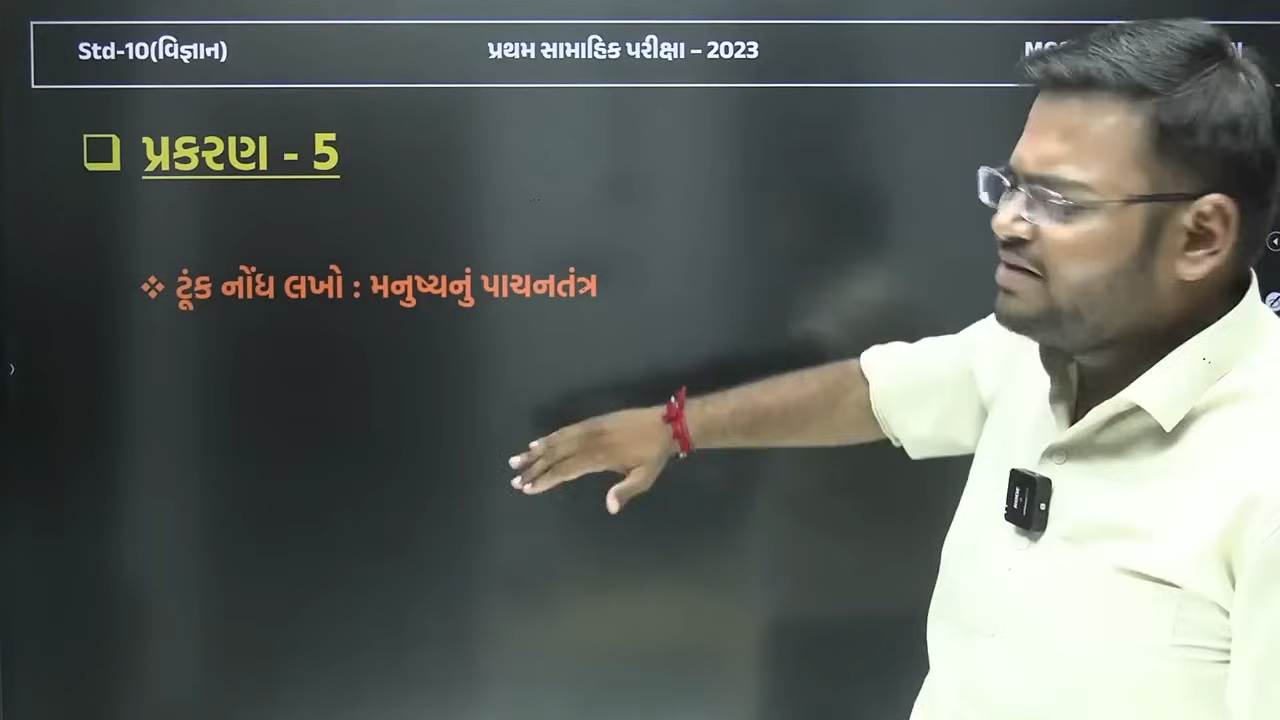 Std-10(વિજ્ઞાન)
પ્રથમ સામાહિક પરીક્ષા – 2023
પ્રકરણ - 5
ટૂંક નોંધ લખો : મનુષ્યનું પાચનતંત્ર